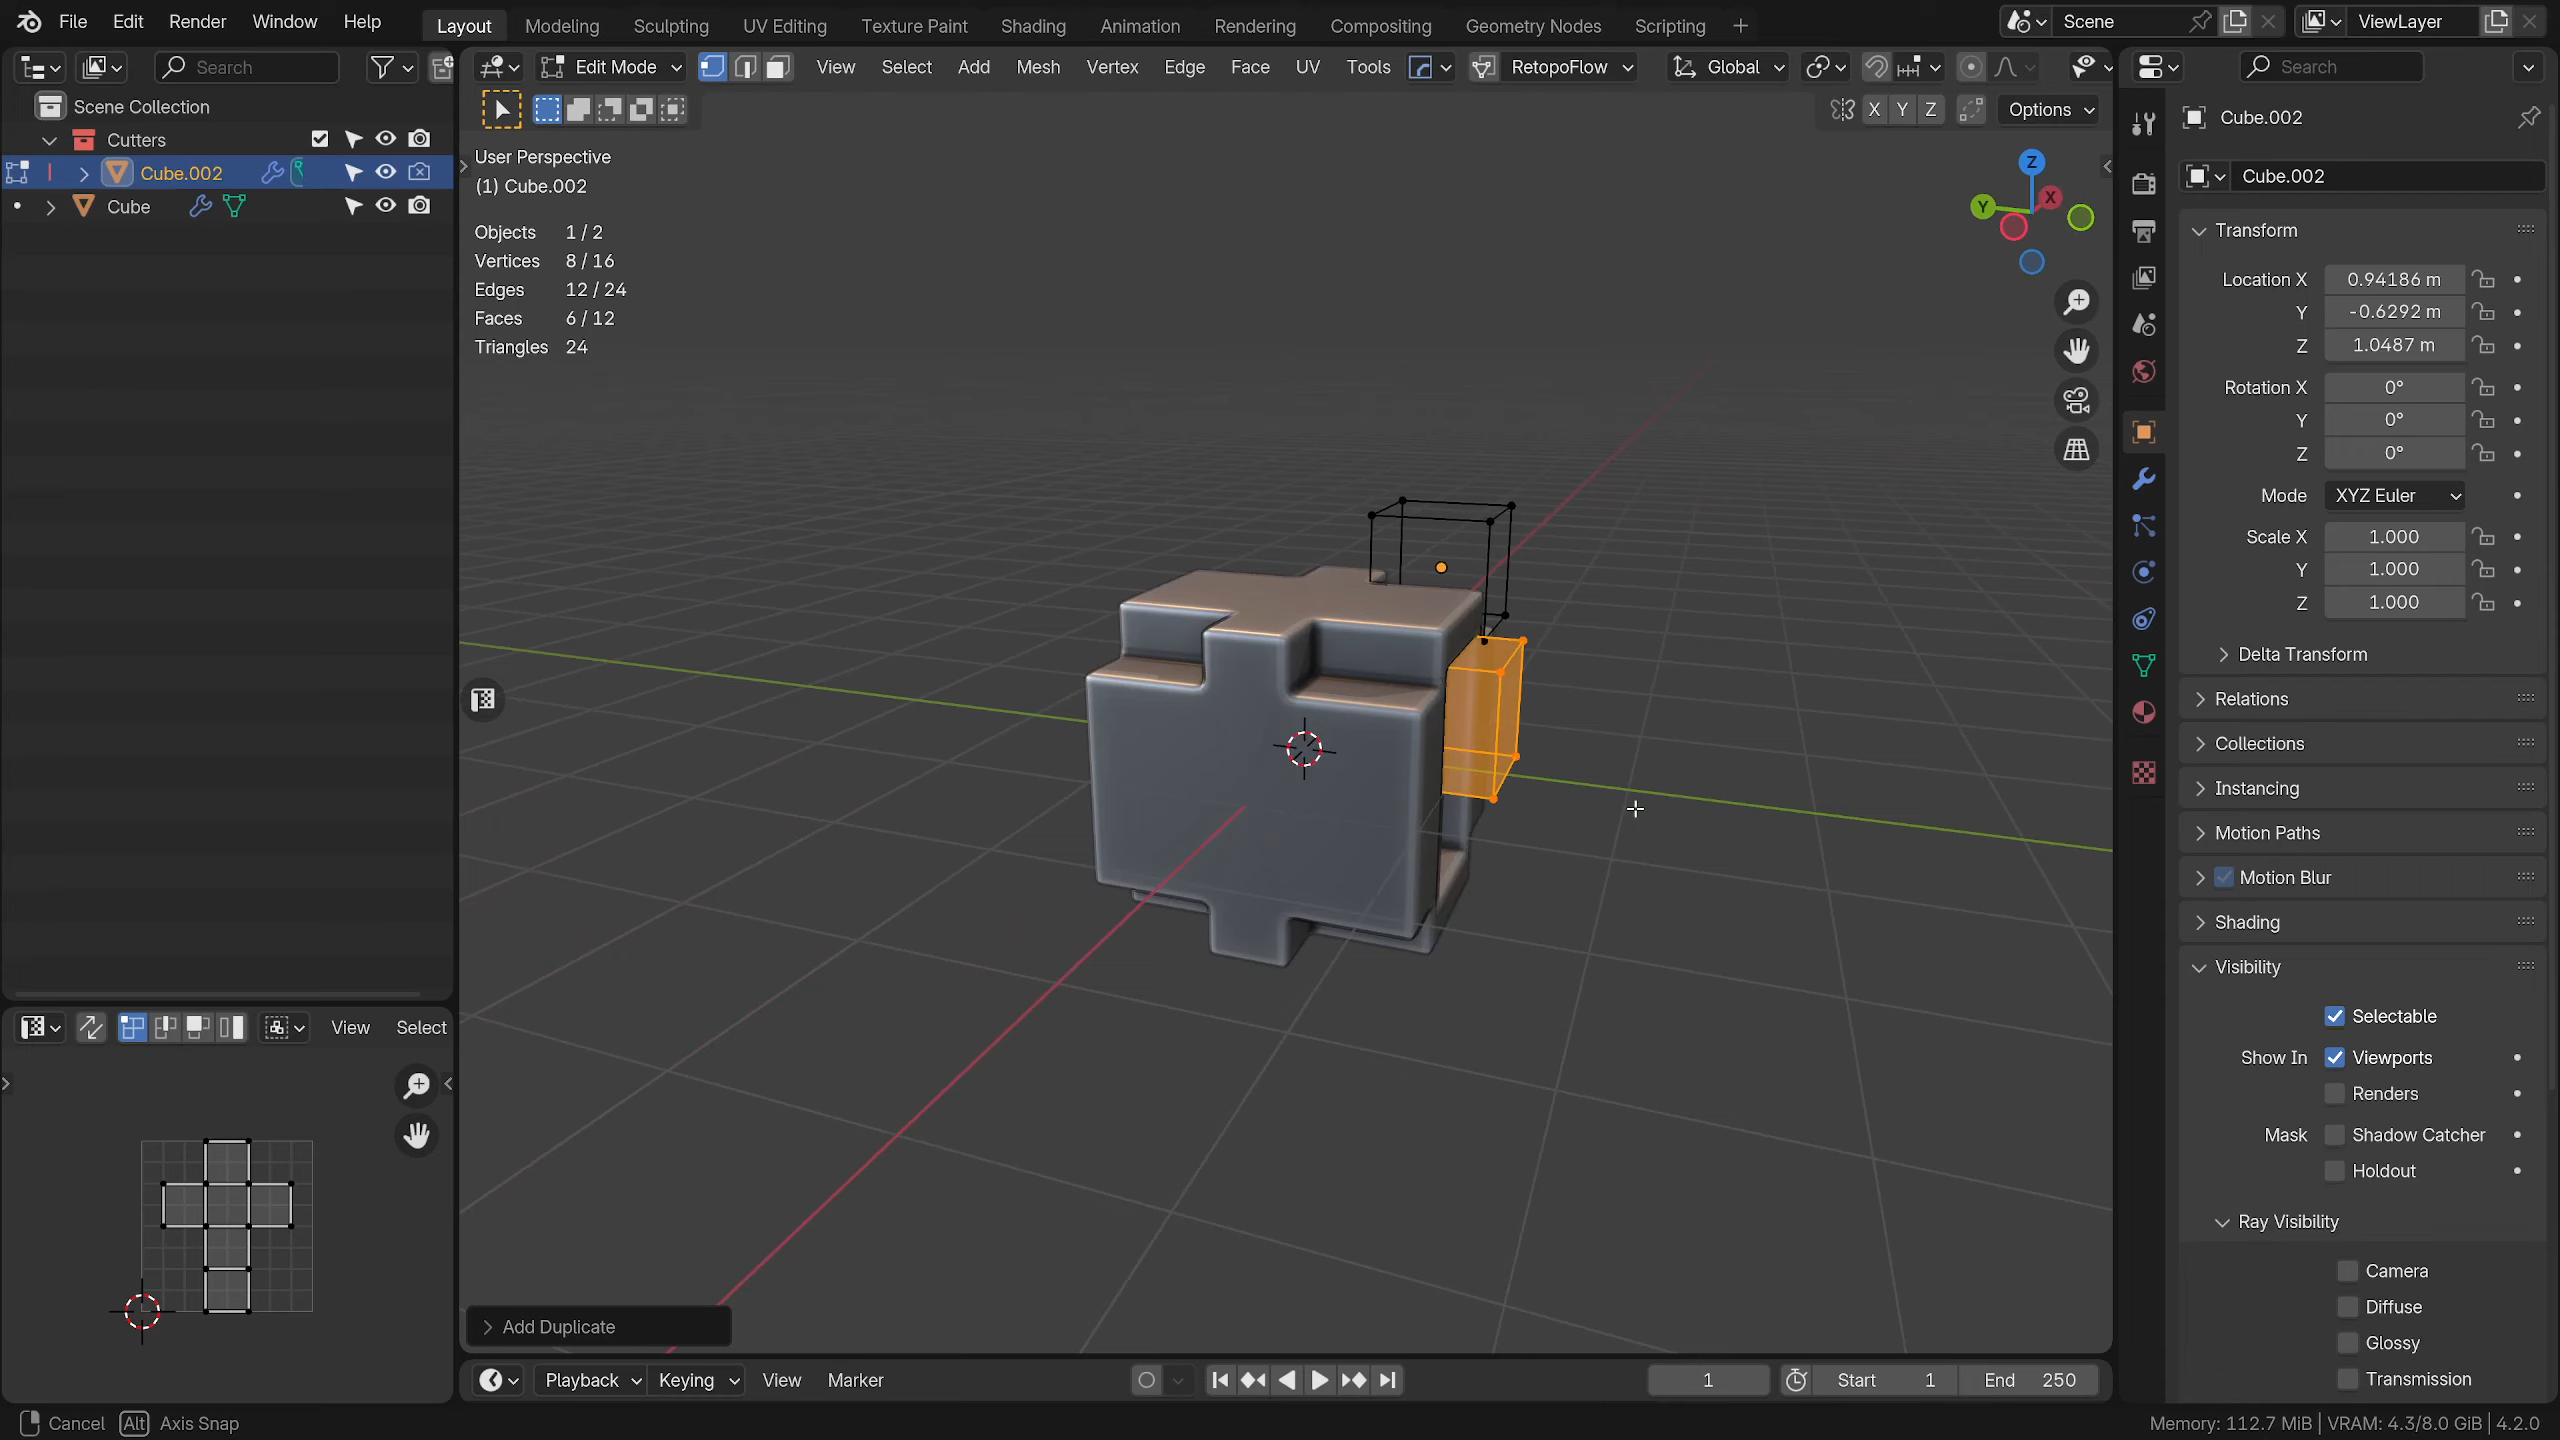 File Edit Render Window Help
Layout Modeling Sculpting UV Editing Texture Paint Shading Animation Rendering Compositing Geometry Nodes Scripting +
Scene
ViewLayer
Search
Edit Mode View Select Add Mesh Vertex Edge Face UV Tools RetopoFlow Global
Search
Scene Collection
X Y Z Options
Cube.002
Cutters
User Perspective
(1) Cube.002
Cube.002
Cube.002
Cube
Z
X
Y
Objects 1 / 2
Vertices 8 / 16
Edges 12 / 24
Faces 6 / 12
Triangles 24
Transform
Location X 0.94186 m
Y -0.6292 m
Z 1.0487 m
Rotation X 0°
Y 0°
Z 0°
Mode XYZ Euler
Scale X 1.000
Y 1.000
Z 1.000
Delta Transform
Relations
Collections
Instancing
Motion Paths
Motion Blur
Shading
Visibility
Selectable
Show In Viewports
Renders
Mask Shadow Catcher
Holdout
Ray Visibility
Camera
Diffuse
Glossy
Transmission
View Select
Add Duplicate
Playback Keying View Marker
1 Start 1 End 250
Cancel Alt Axis Snap
Memory: 112.7 MiB | VRAM: 4.3/8.0 GiB | 4.2.0